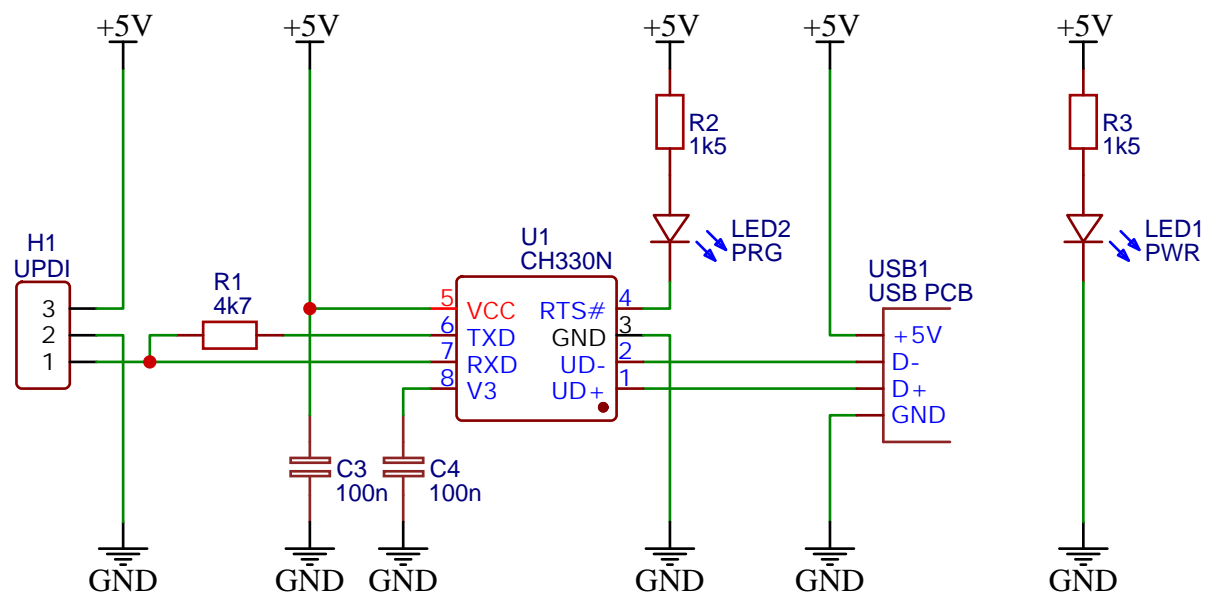 +5V
+5V
+5V
+5V
+5V
R2
1k5
R3
1k5
H1
UPDI
3
2
1
R1
4k7
U1
CH330N
5
6
7
8
VCC
TXD
RXD
V3
RTS#
GND
UD-
UD+
4
3
2
1
LED2
PRG
USB1
USB PCB
+5V
D-
D+
GND
LED1
PWR
C3
100n
C4
100n
GND
GND
GND
GND
GND
GND